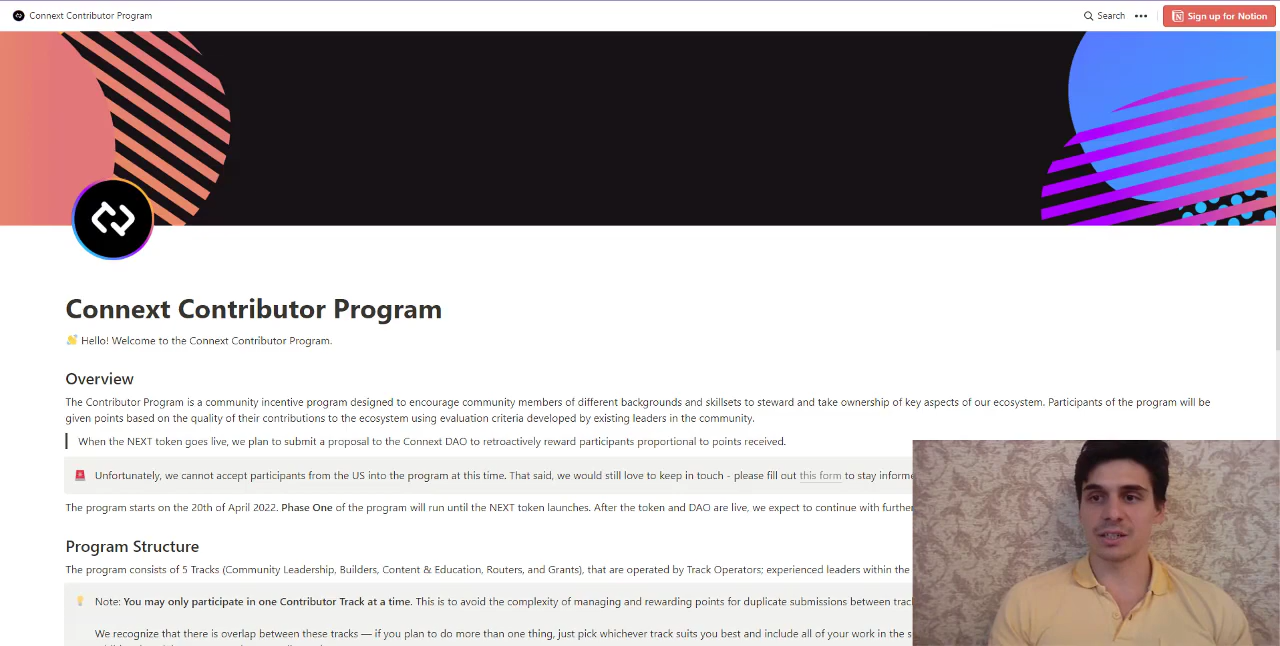 Connext Contributor Program
Search
Sign up for Notion
Connext Contributor Program
Hello! Welcome to the Connext Contributor Program.
Overview
The Contributor Program is a community incentive program designed to encourage community members of different backgrounds and skillsets to steward and take ownership of key aspects of our ecosystem. Participants of the program will be
given points based on the quality of their contributions to the ecosystem using evaluation criteria developed by existing leaders in the community.
When the NEXT token goes live, we plan to submit a proposal to the Connext DAO to retroactively reward participants proportional to points received.
Unfortunately, we cannot accept participants from the US into the program at this time. That said, we would still love to keep in touch - please fill out this form to stay informe
The program starts on the 20th of April 2022. Phase One of the program will run until the NEXT token launches. After the token and DAO are live, we expect to continue with further
Program Structure
The program consists of 5 Tracks (Community Leadership, Builders, Content & Education, Routers, and Grants), that are operated by Track Operators; experienced leaders within the
Note: You may only participate in one Contributor Track at a time. This is to avoid the complexity of managing and rewarding points for duplicate submissions between trac
We recognize that there is overlap between these tracks — if you plan to do more than one thing, just pick whichever track suits you best and include all of your work in the s